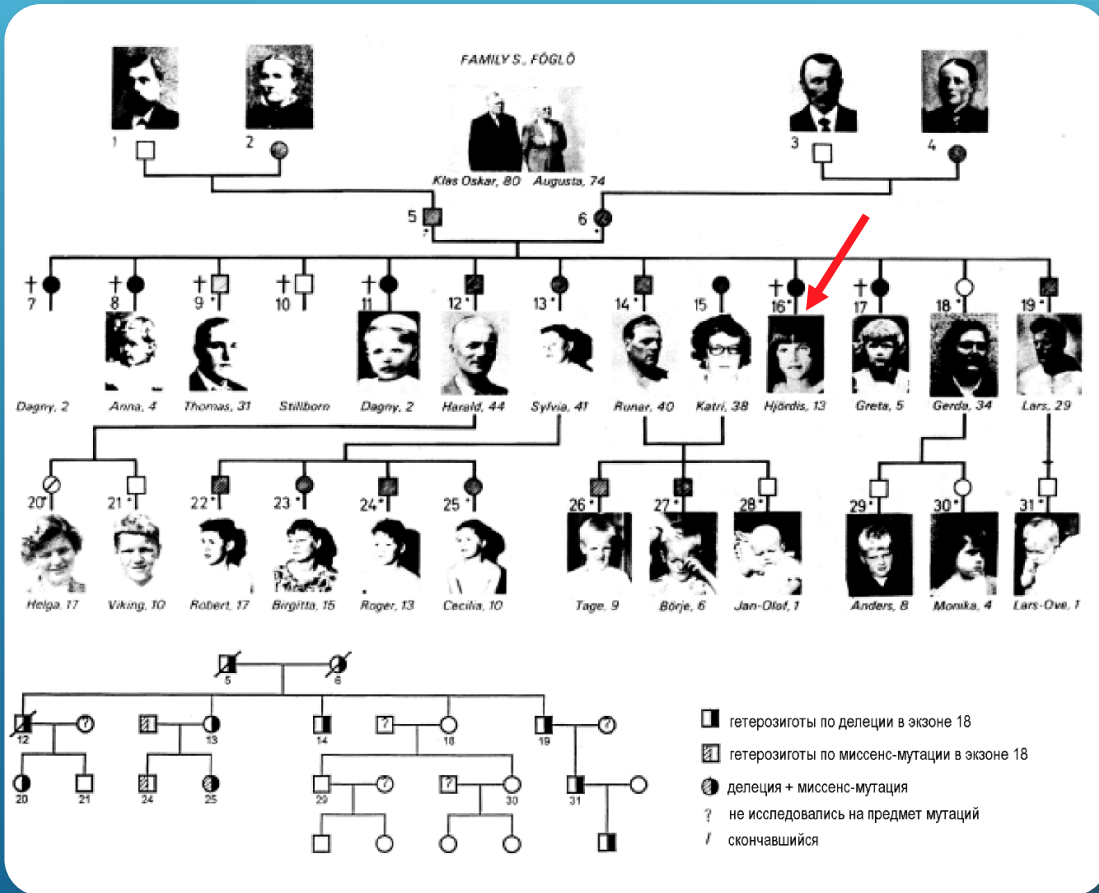 FAMILY S., FÖGLÖ
1
2
3
4
Klas Oskar, 80 Augusta, 74
5
6
7
8
9
10
11
12
13
14
15
16
17
18
19
Dagny, 2 Anna, 4 Thomas, 31 Stillborn Dagny, 2 Harald, 44 Sylvia, 41 Runar, 40 Katri, 38 Hjördis, 13 Greta, 5 Gerda, 34 Lars, 29
20
21
22
23
24
25
26
27
28
29
30
31
Helga, 17 Viking, 10 Robert, 17 Birgitta, 15 Roger, 13 Cecilia, 10 Tage, 9 Börje, 6 Jan-Olof, 1 Anders, 8 Monika, 4 Lars-Ove, 1
5 6
? ? ?
12 13 14 18 19
? ?
20 21 24 25 29 30 31
гетерозиготы по делеции в экзоне 18
гетерозиготы по миссенс-мутации в экзоне 18
делеция + миссенс-мутация
? не исследовались на предмет мутаций
/ скончавшийся